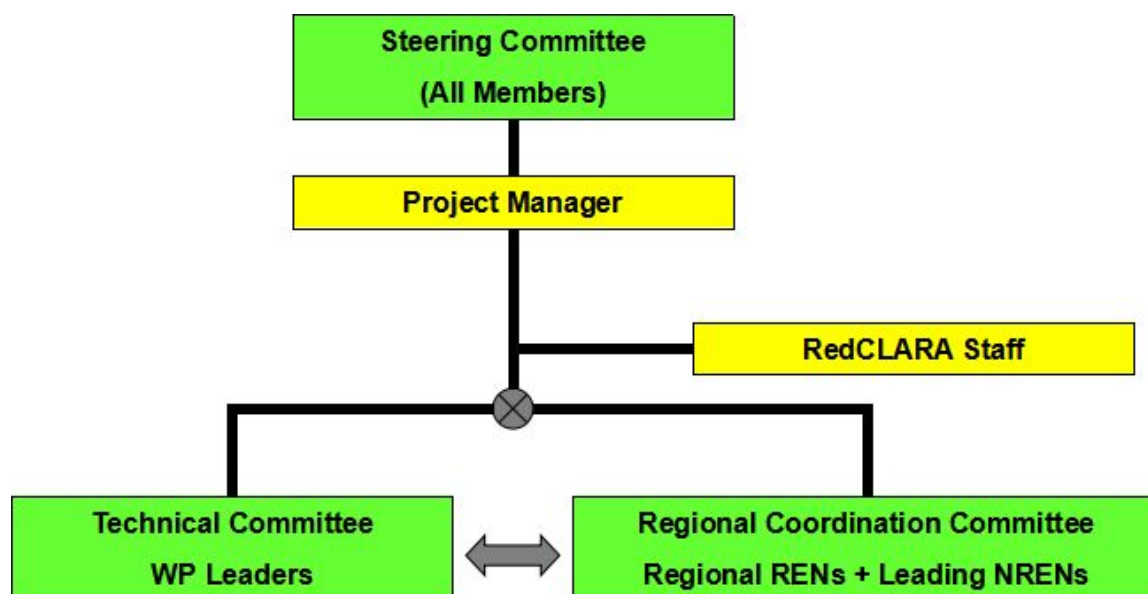 Steering Committee
(All Members)
Project Manager
RedCLARA Staff
Technical Committee
WP Leaders
Regional Coordination Committee
Regional RENs + Leading NRENs